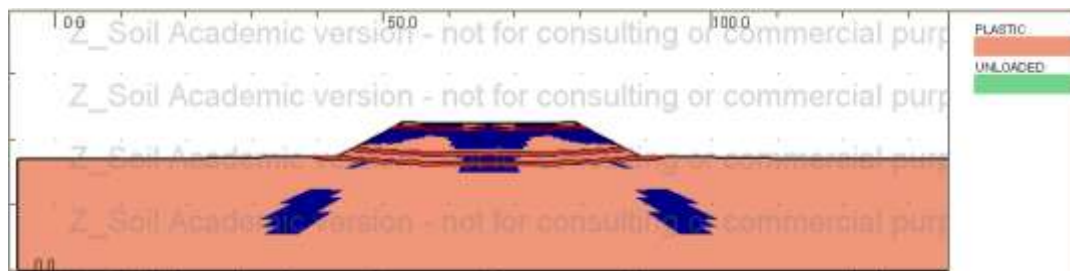 0.0 50.0 100.0
PLASTIC
Z_Soil Academic version - not for consulting or commercial purp
UNLOADED
Z_Soil Academic version - not for consulting or commercial purp
Z_Soil Academic version - not for consulting or commercial purp
Z_Soil Academic version - not for consulting or commercial purp
0.0